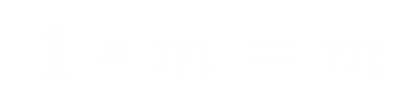 1 * m = m